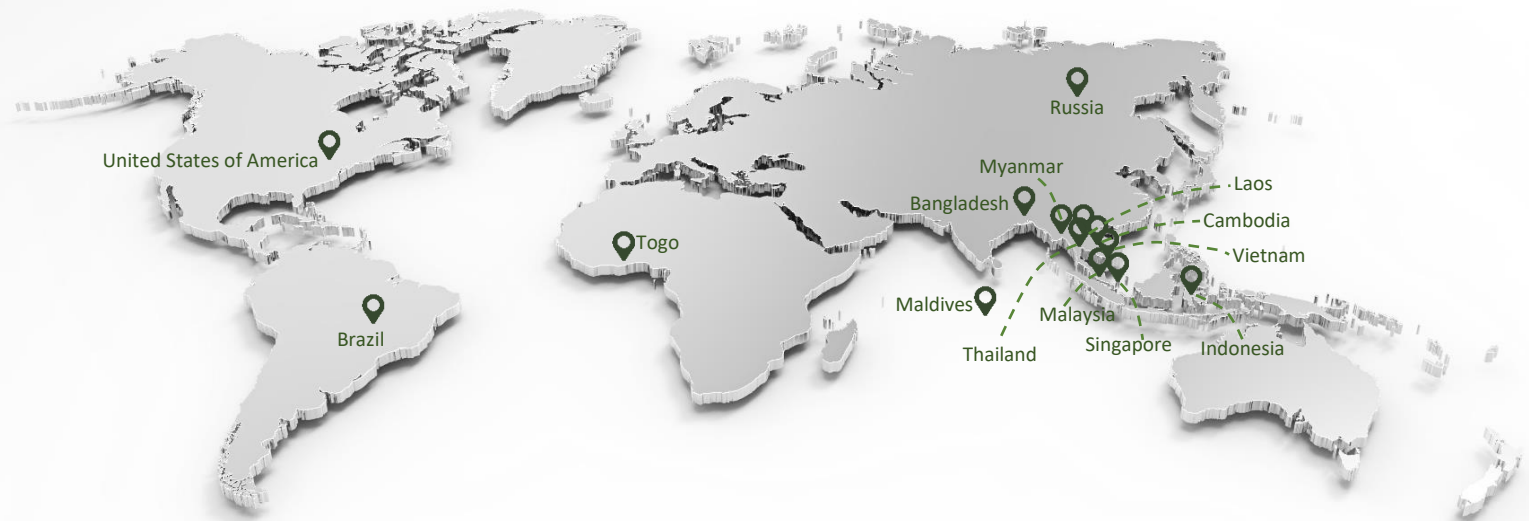 Russia
United States of America
Myanmar
Laos
Bangladesh
Cambodia
Togo
Vietnam
Maldives
Malaysia
Brazil
Singapore
Indonesia
Thailand